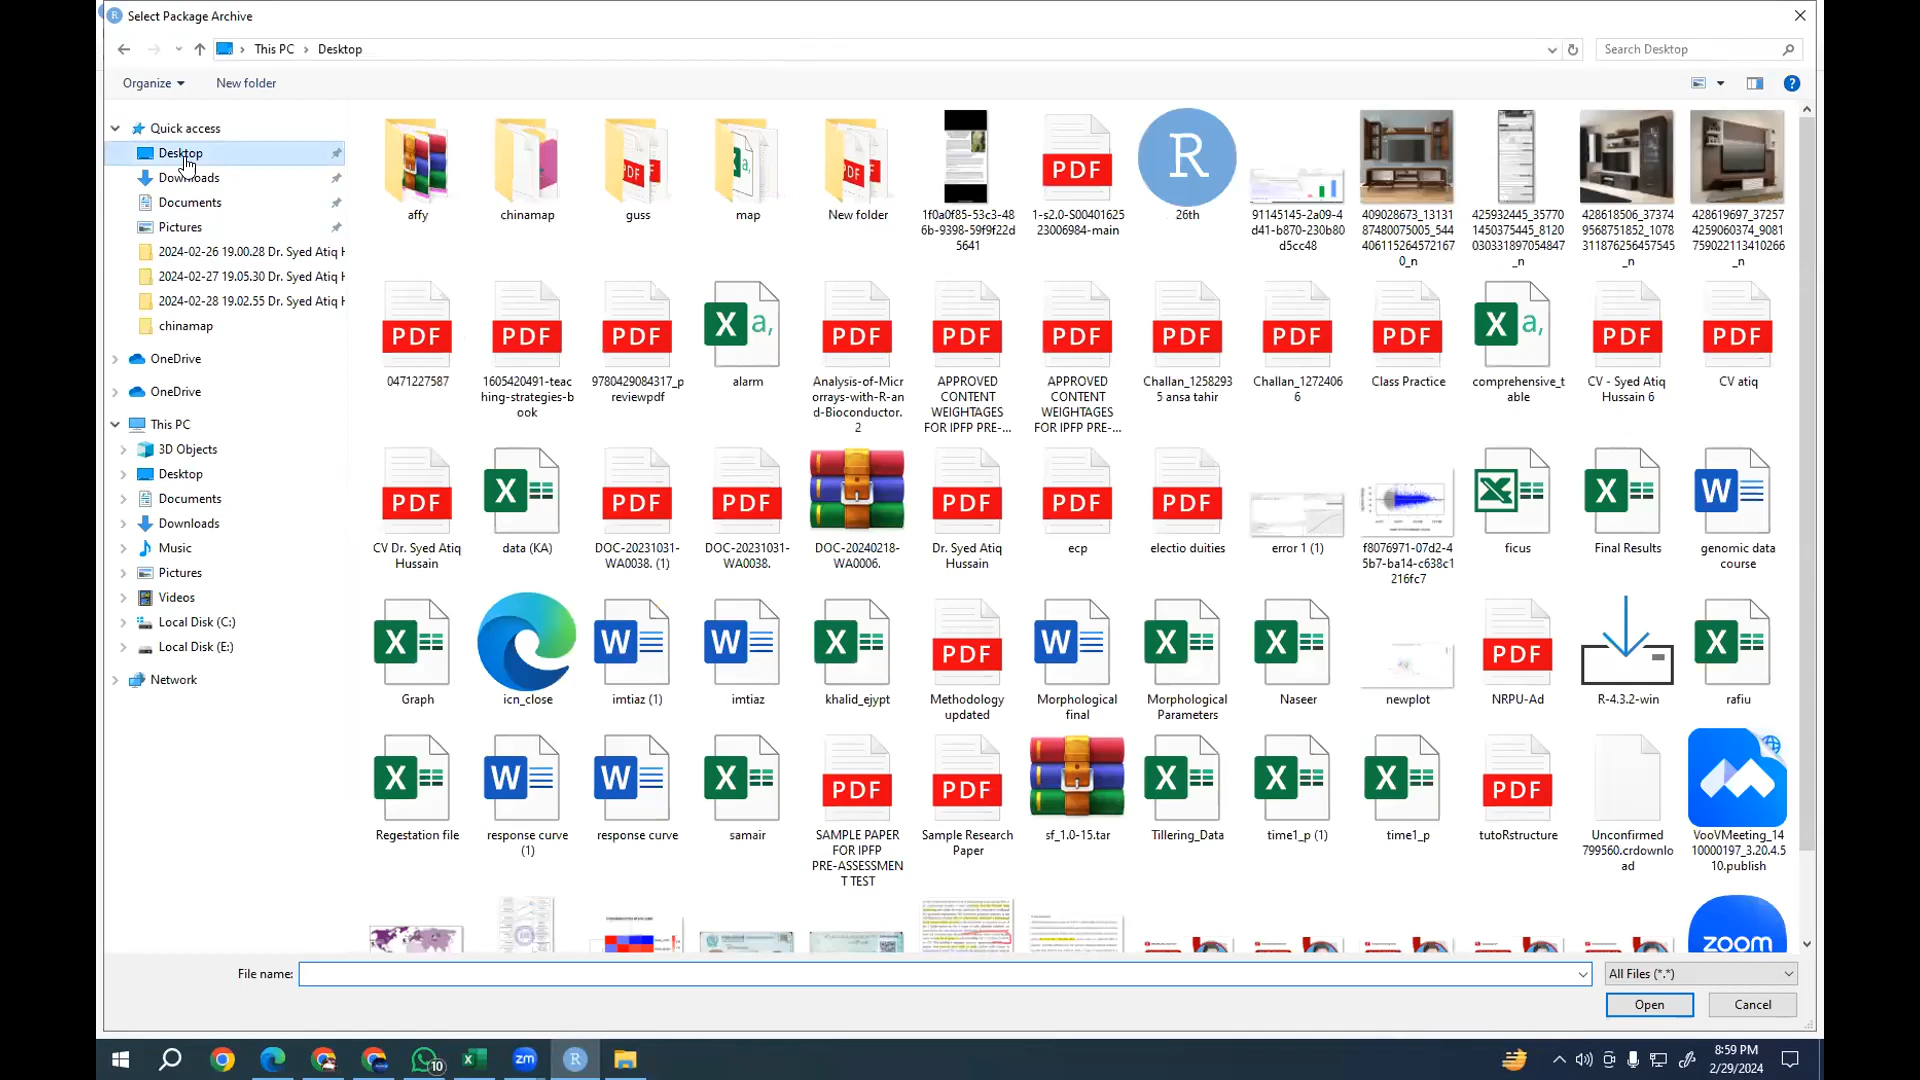 Select Package Archive
This PC
Desktop
Search Desktop
Organize
New folder
Quick access
Desktop
Downloads
Documents
Pictures
2024-02-26 19.00.28 Dr. Syed Atiq H
2024-02-27 19.05.30 Dr. Syed Atiq H
2024-02-28 19.02.55 Dr. Syed Atiq H
chinamap
OneDrive
OneDrive
This PC
3D Objects
Desktop
Documents
Downloads
Music
Pictures
Videos
Local Disk (C:)
Local Disk (E:)
Network
affy
chinamap
guss
map
New folder
1f0a0f85-53c3-48
6b-9398-59f9f22d
5641
1-s2.0-S00401625
23006984-main
26th
91145145-2a09-4
d41-b870-230b80
d5cc48
409028673_13131
87480075005_544
406115264572167
0_n
425932445_35770
1450375445_8120
030331897054847
_n
428618506_37374
9568751852_1078
311876256457545
_n
428619697_37257
4259060374_9081
759022113410266
_n
0471227587
1605420491-teac
hing-strategies-b
ook
9780429084317_p
reviewpdf
alarm
Analysis-of-Micr
oarrays-with-R-an
d-Bioconductor.
2
APPROVED
CONTENT
WEIGHTAGES
FOR IPFP PRE-...
APPROVED
CONTENT
WEIGHTAGES
FOR IPFP PRE-...
Challan_1258293
5 ansa tahir
Challan_1272406
6
Class Practice
comprehensive_t
able
CV - Syed Atiq
Hussain 6
CV atiq
CV Dr. Syed Atiq
Hussain
data (KA)
DOC-20231031-
WA0038. (1)
DOC-20231031-
WA0038.
DOC-20240218-
WA0006.
Dr. Syed Atiq
Hussain
ecp
electio duities
error 1 (1)
f8076971-07d2-4
5b7-ba14-c638c1
216fc7
ficus
Final Results
genomic data
course
Graph
icn_close
imtiaz (1)
imtiaz
khalid_ejypt
Methodology
updated
Morphological
final
Morphological
Parameters
Naseer
newplot
NRPU-Ad
R-4.3.2-win
rafiu
Regestation file
response curve
(1)
response curve
samair
SAMPLE PAPER
FOR IPFP
PRE-ASSESSMEN
T TEST
Sample Research
Paper
sf_1.0-15.tar
Tillering_Data
time1_p (1)
time1_p
tutoRstructure
Unconfirmed
799560.crdownlo
ad
VooVMeeting_14
10000197_3.20.4.5
10.publish
zoom
File name:
All Files (*.*)
Open
Cancel
10
zm
R
8:59 PM
2/29/2024